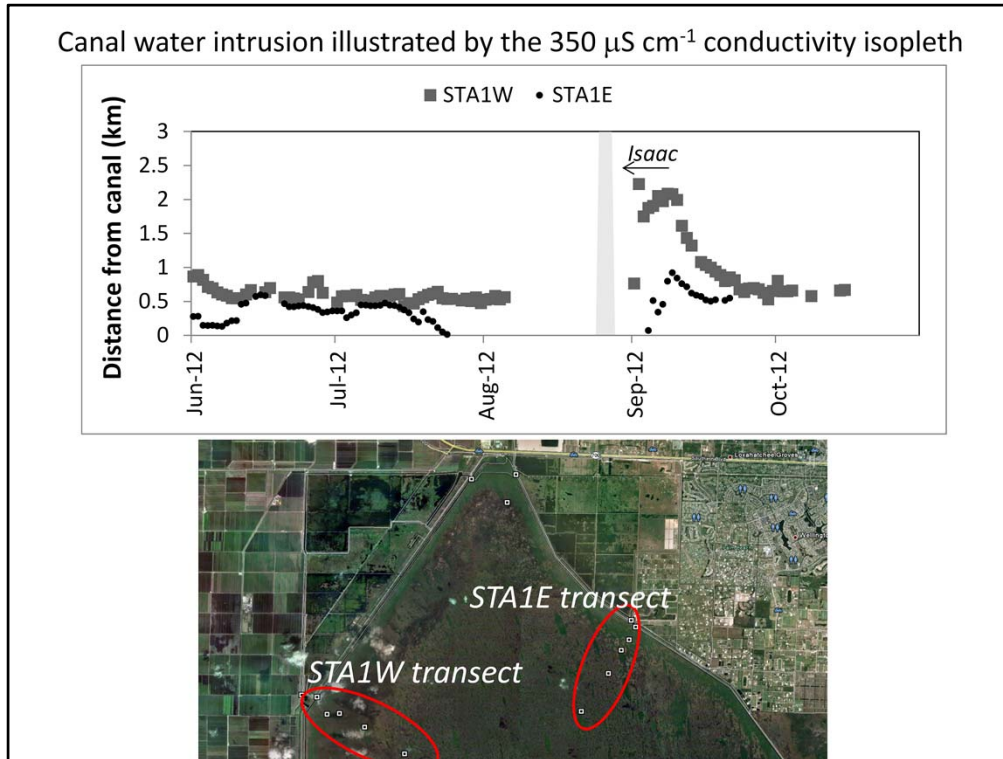 Canal water intrusion illustrated by the 350 μS cm⁻¹ conductivity isopleth
STA1W STA1E
Distance from canal (km)
3
2.5
2
1.5
1
0.5
0
Isaac
Jun-12
Jul-12
Aug-12
Sep-12
Oct-12
Loxahatchee Groves
STA1E transect
STA1W transect